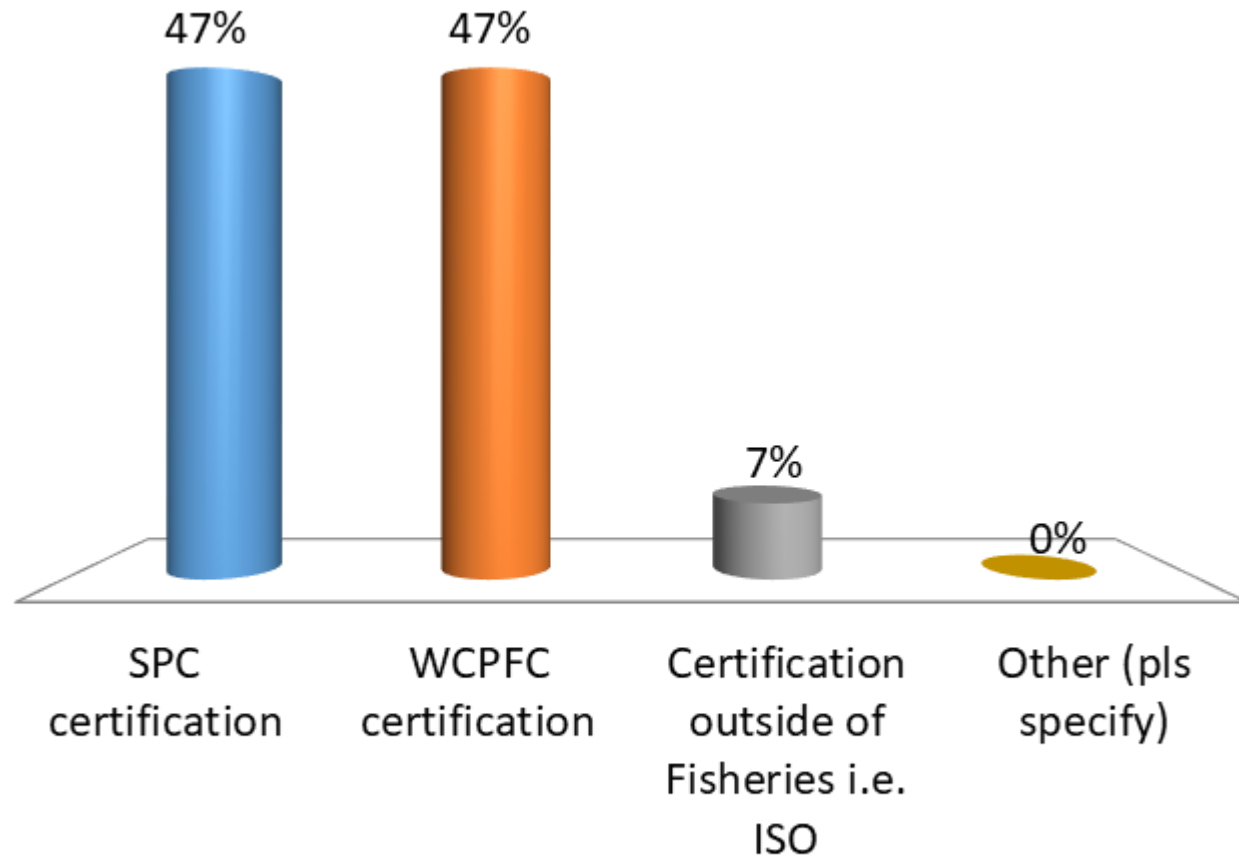 47%
47%
7%
0%
SPC
certification
WCPFC
certification
Certification
outside of
Fisheries i.e.
ISO
Other (pls
specify)